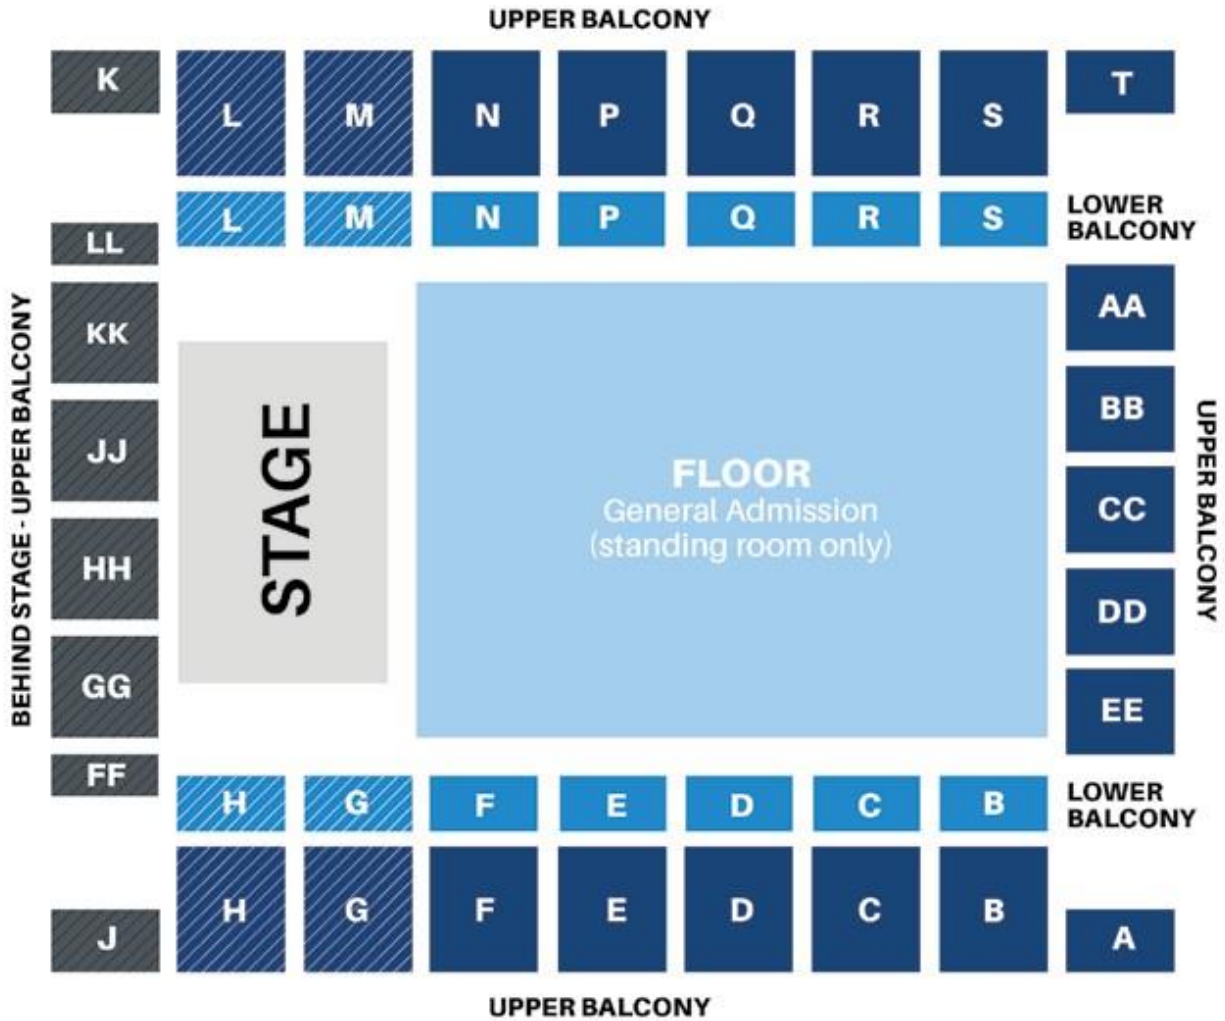 UPPER BALCONY
K
L
M
N
P
Q
R
S
T
L
M
N
P
Q
R
S
LOWER
BALCONY
LL
KK
JJ
HH
GG
FF
BEHIND STAGE - UPPER BALCONY
STAGE
FLOOR
General Admission
(standing room only)
AA
BB
CC
DD
EE
UPPER BALCONY
H
G
F
E
D
C
B
LOWER
BALCONY
J
H
G
F
E
D
C
B
A
UPPER BALCONY